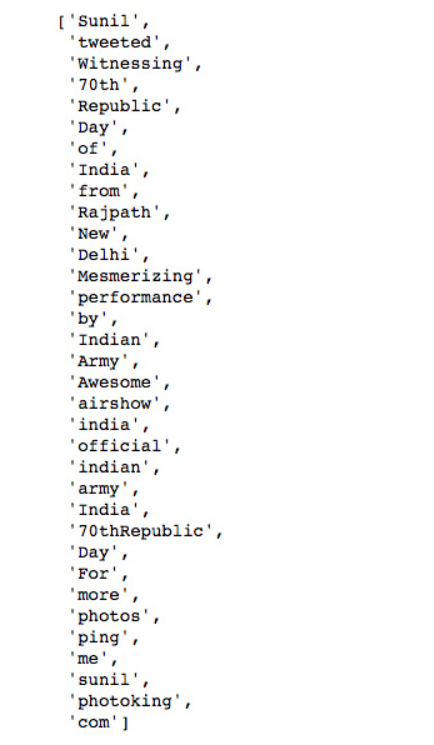 ['Sunil',
'tweeted',
'Witnessing',
'70th',
'Republic',
'Day',
'of',
'India',
'from',
'Rajpath',
'New',
'Delhi',
'Mesmerizing',
'performance',
'by',
'Indian',
'Army',
'Awesome',
'airshow',
'india',
'official',
'indian',
'army',
'India',
'70thRepublic',
'Day',
'For',
'more',
'photos',
'ping',
'me',
'sunil',
'photoking',
'com']